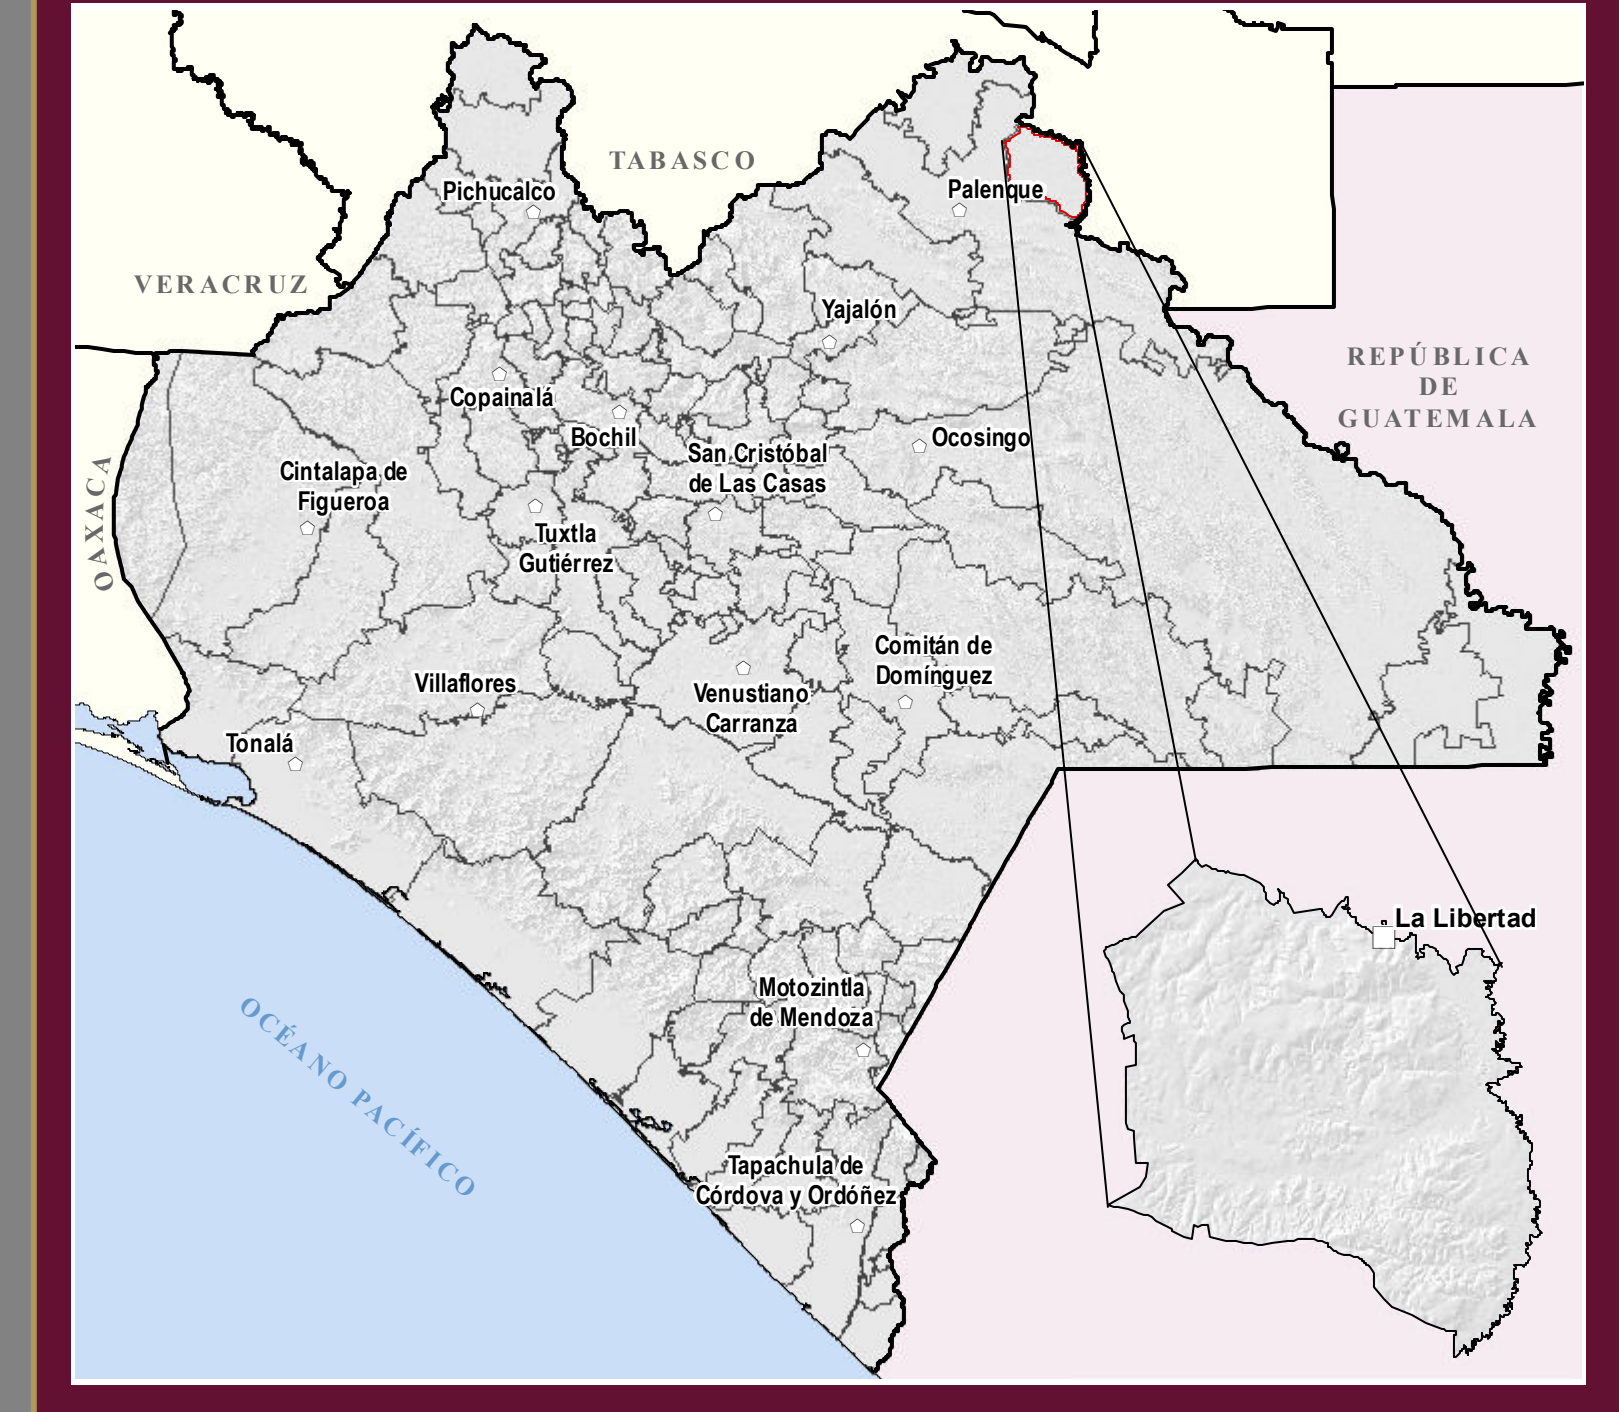 TABASCO
Pichucalco
Palenque
VERACRUZ
Yajalón
REPÚBLICA
DE
GUATEMALA
Copainalá
Bochil
Ocosingo
San Cristóbal
de Las Casas
OAXACA
Cintalapa de
Figueroa
Tuxtla
Gutiérrez
Comitán de
Domínguez
Villaflores
Venustiano
Carranza
Tonalá
La Libertad
Motozintla
de Mendoza
OCÉANO PACÍFICO
Tapachula de
Córdova y Ordóñez